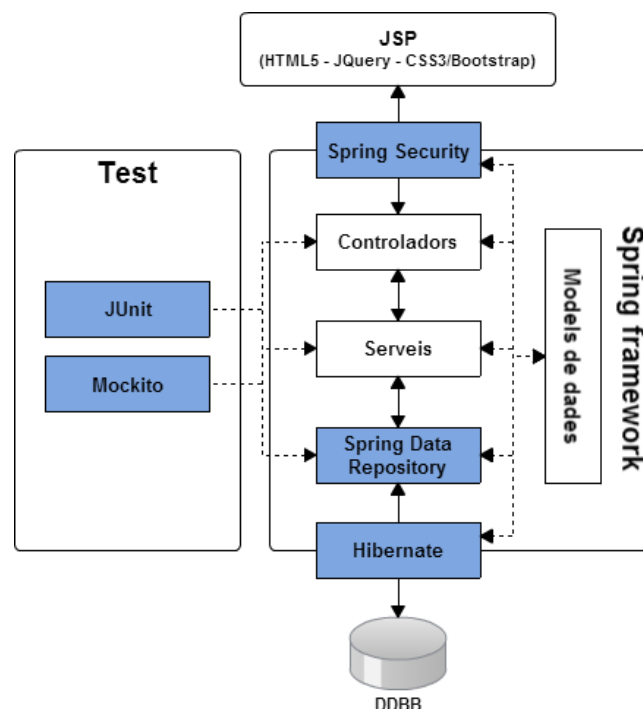 JSP
(HTML5 - JQuery - CSS3/Bootstrap)
Spring Security
Test
Controladors
JUnit
Serveis
Mockito
Spring Data
Repository
Hibernate
Models de dades
Spring framework
DDBB